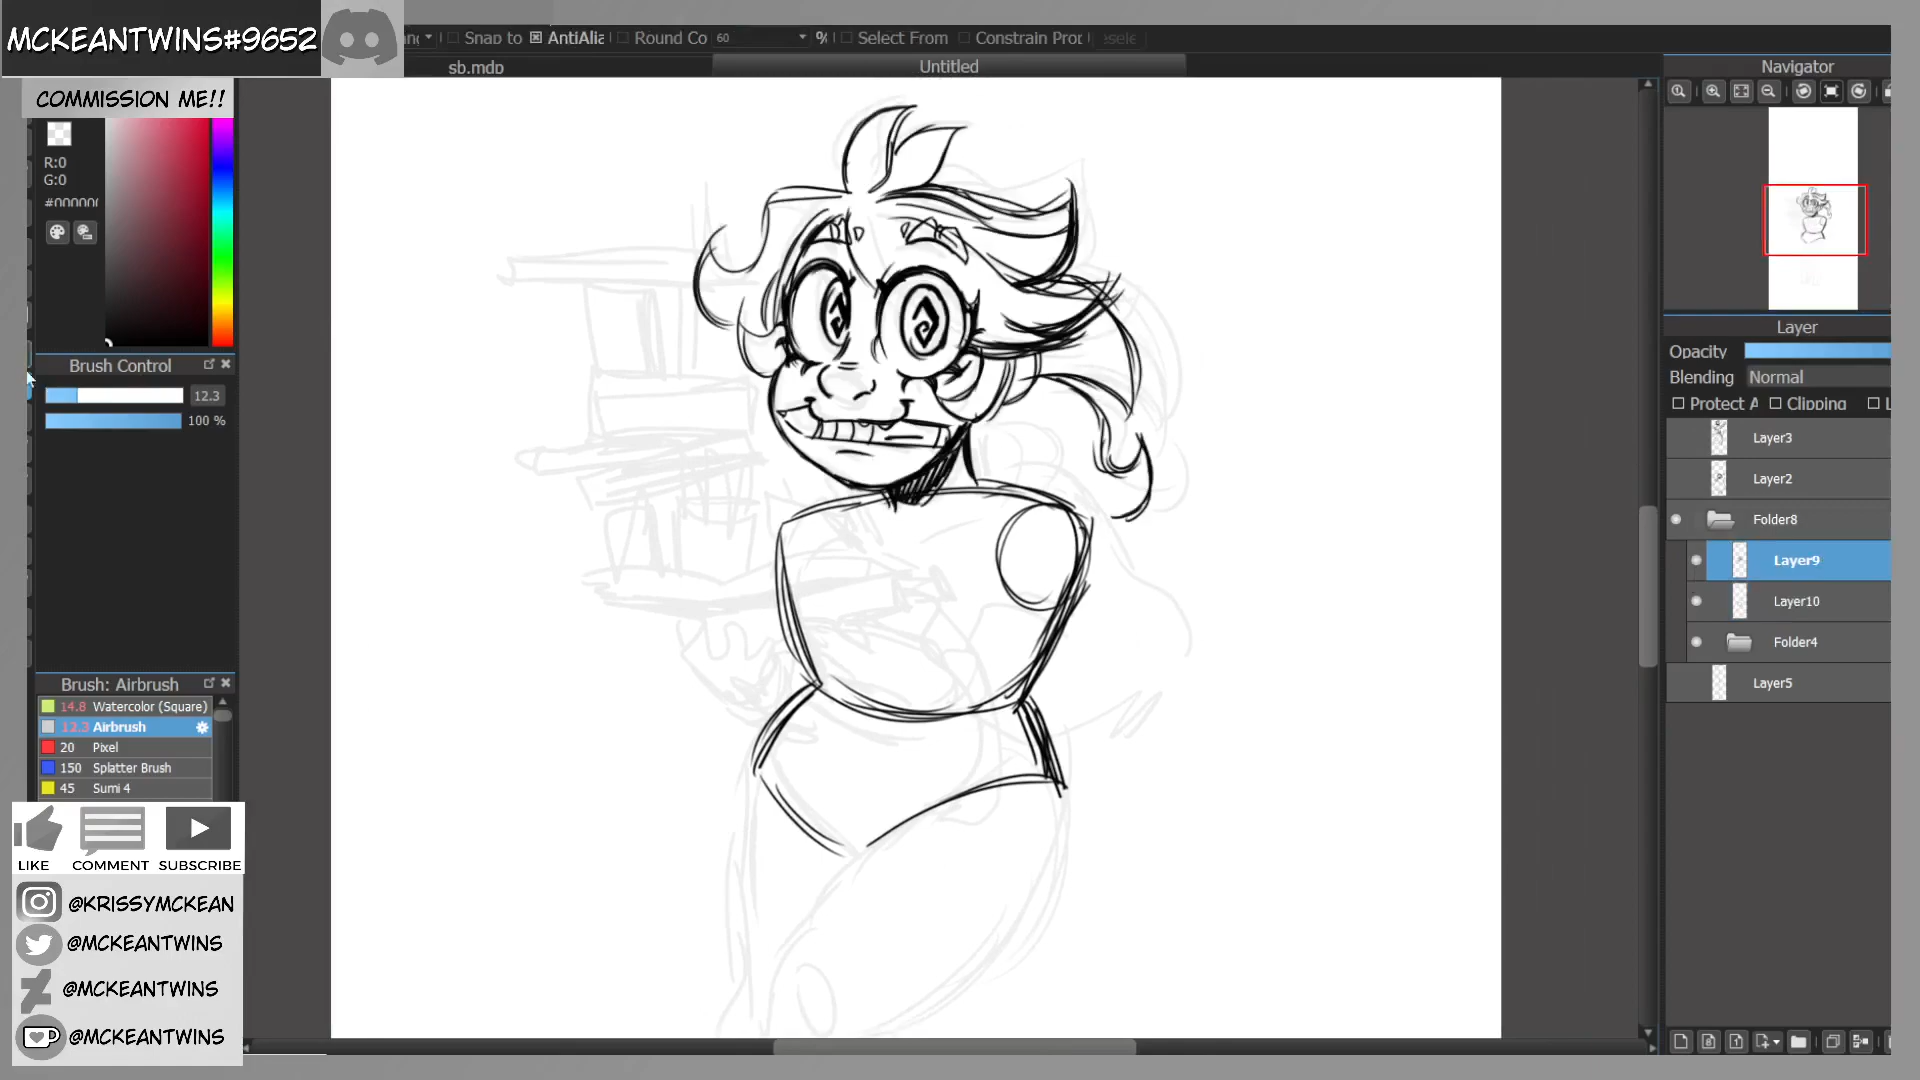 MCKEANTWINS#9652
Snap to
AntiAlia
Round Co
60
%
Select From
Constrain Prop
sb.mdp
Untitled
Navigator
COMMISSION ME!!
R:0
G:0
#000000
Brush Control
12.3
100 %
Layer
Opacity
Blending
Normal
Protect A
Clipping
L
Layer3
Layer2
Folder8
Layer9
Layer10
Folder4
Layer5
Brush: Airbrush
14.8 Watercolor (Square)
12.3 Airbrush
20 Pixel
150 Splatter Brush
45 Sumi 4
LIKE
COMMENT
SUBSCRIBE
@KRISSYMCKEAN
@MCKEANTWINS
@MCKEANTWINS
@MCKEANTWINS